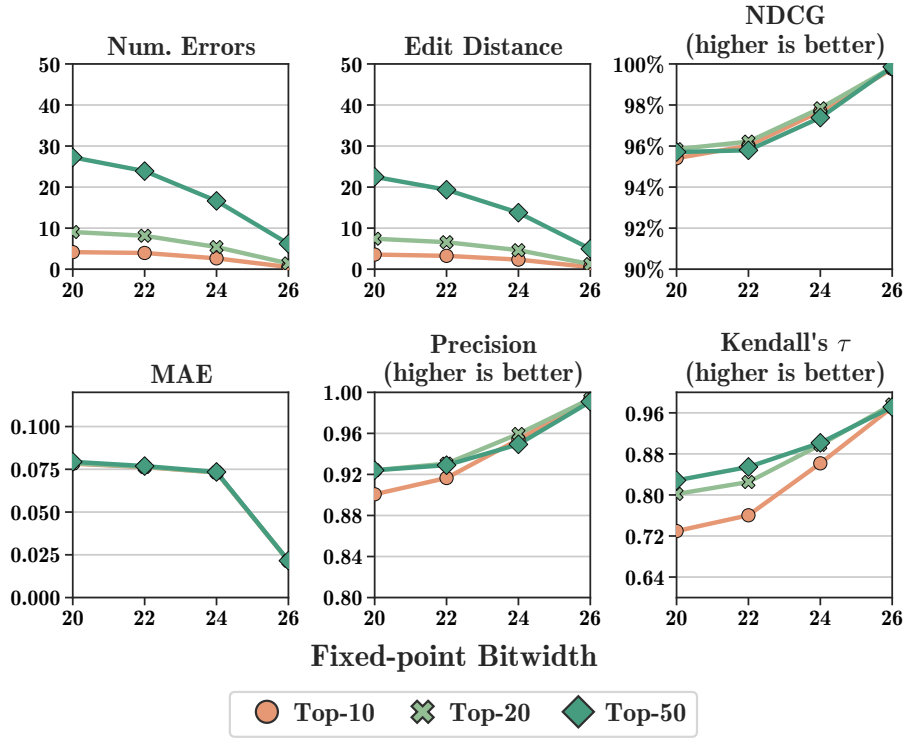 Num. Errors
50
40
30
20
10
0
20 22 24 26
Edit Distance
50
40
30
20
10
0
20 22 24 26
NDCG
(higher is better)
100%
98%
96%
94%
92%
90%
20 22 24 26
MAE
0.100
0.075
0.050
0.025
0.000
20 22 24 26
Precision
(higher is better)
1.00
0.96
0.92
0.88
0.84
0.80
20 22 24 26
Kendall's τ
(higher is better)
0.96
0.88
0.80
0.72
0.64
20 22 24 26
Fixed-point Bitwidth
Top-10 Top-20 Top-50